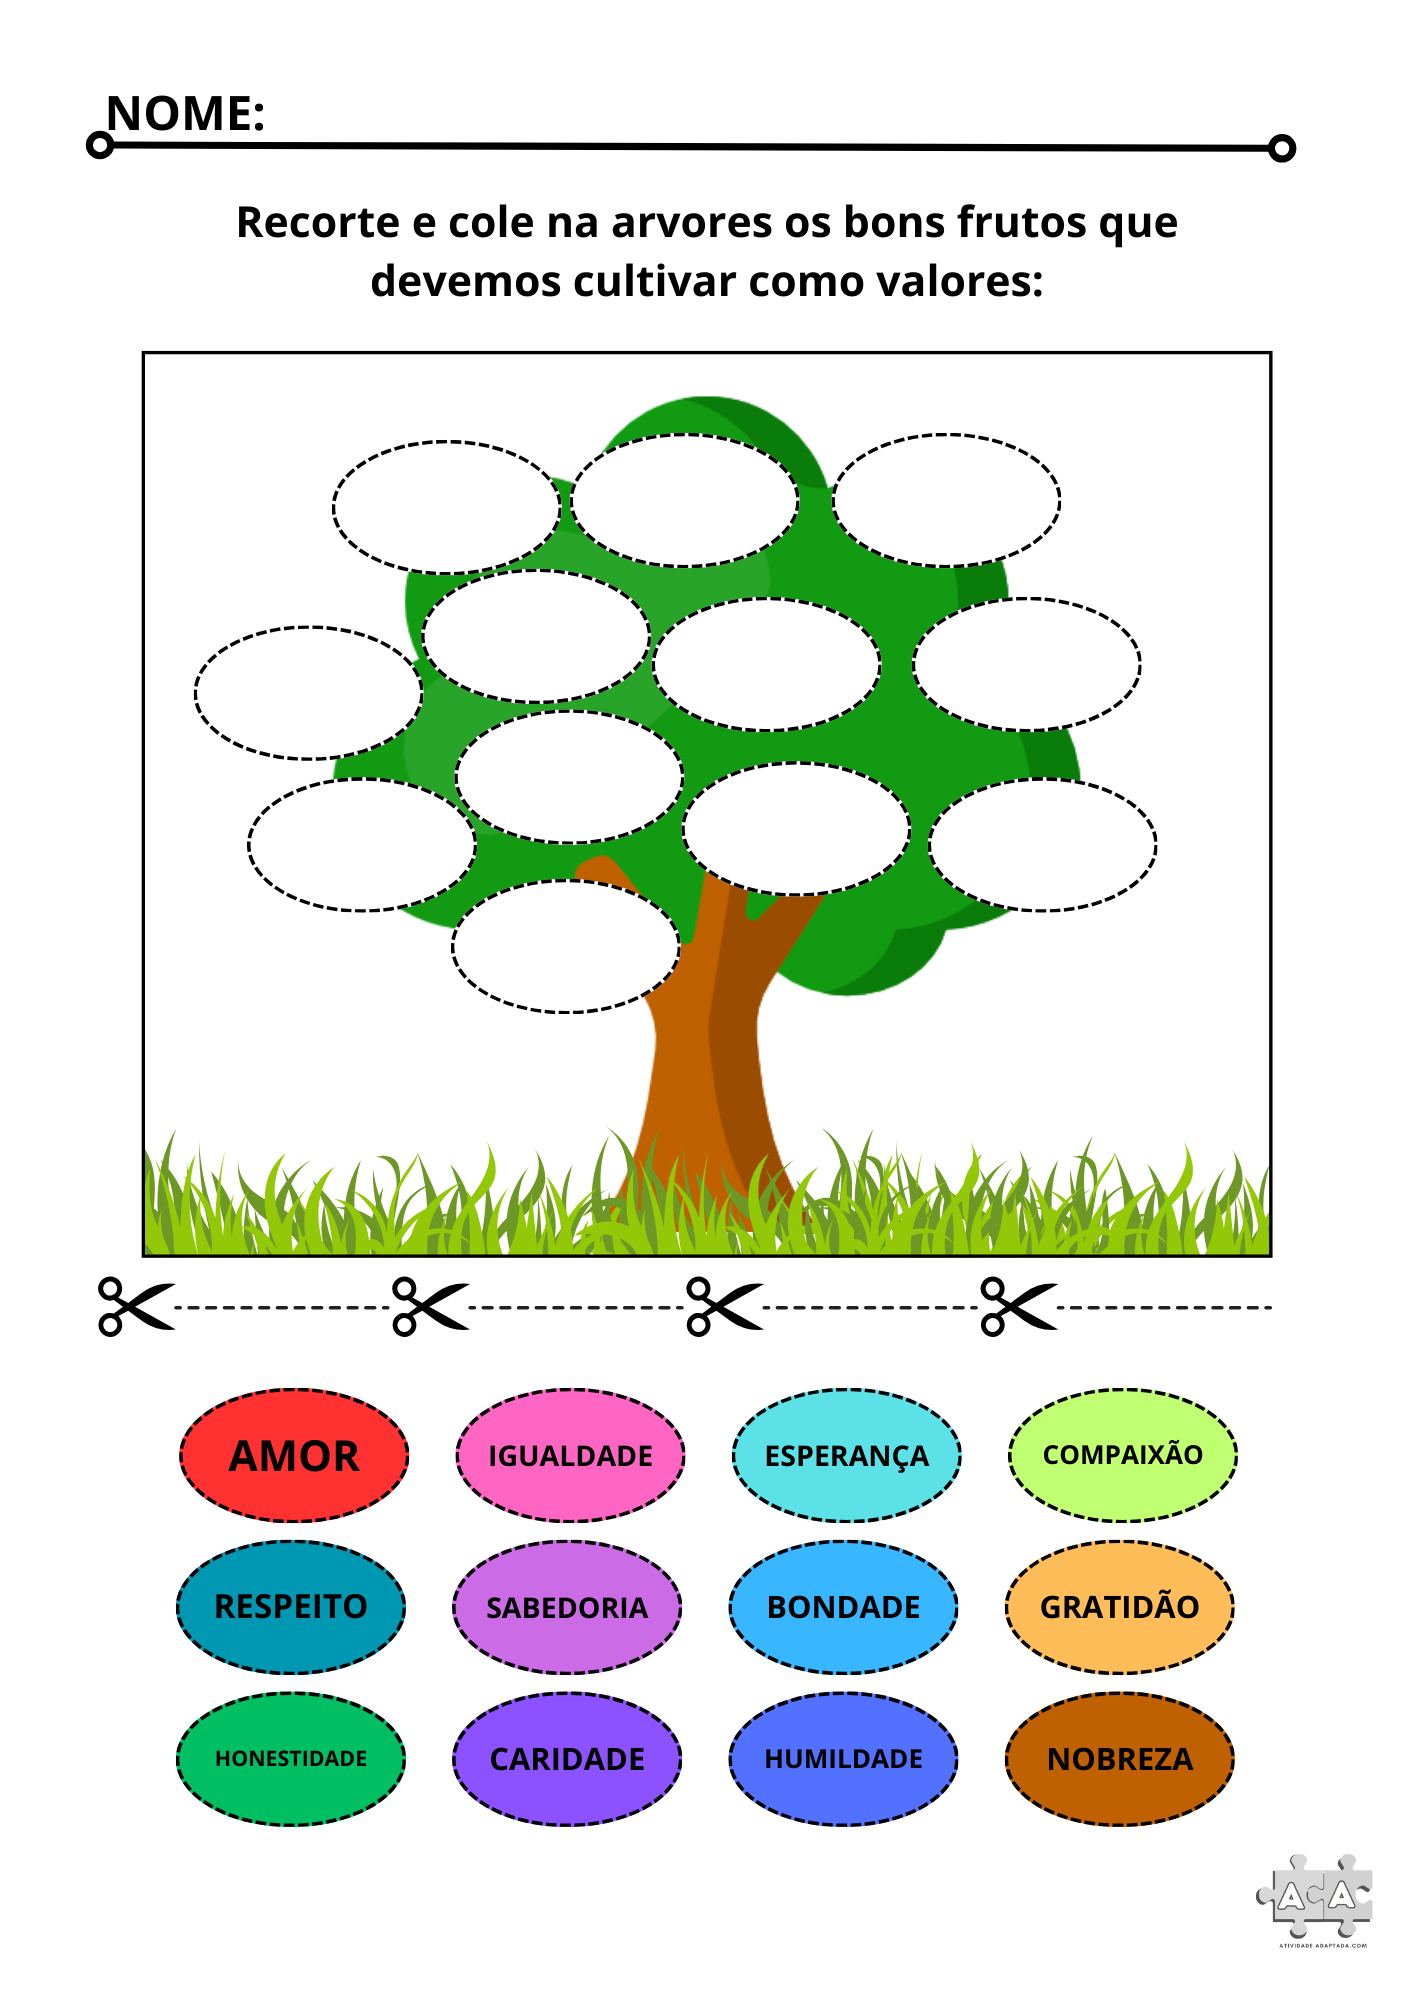 NOME:
Recorte e cole na arvores os bons frutos que
devemos cultivar como valores:
AMOR
IGUALDADE
ESPERANÇA
COMPAIXÃO
RESPEITO
SABEDORIA
BONDADE
GRATIDÃO
HONESTIDADE
CARIDADE
HUMILDADE
NOBREZA
A A
ATIVIDADE ADAPTADA.COM